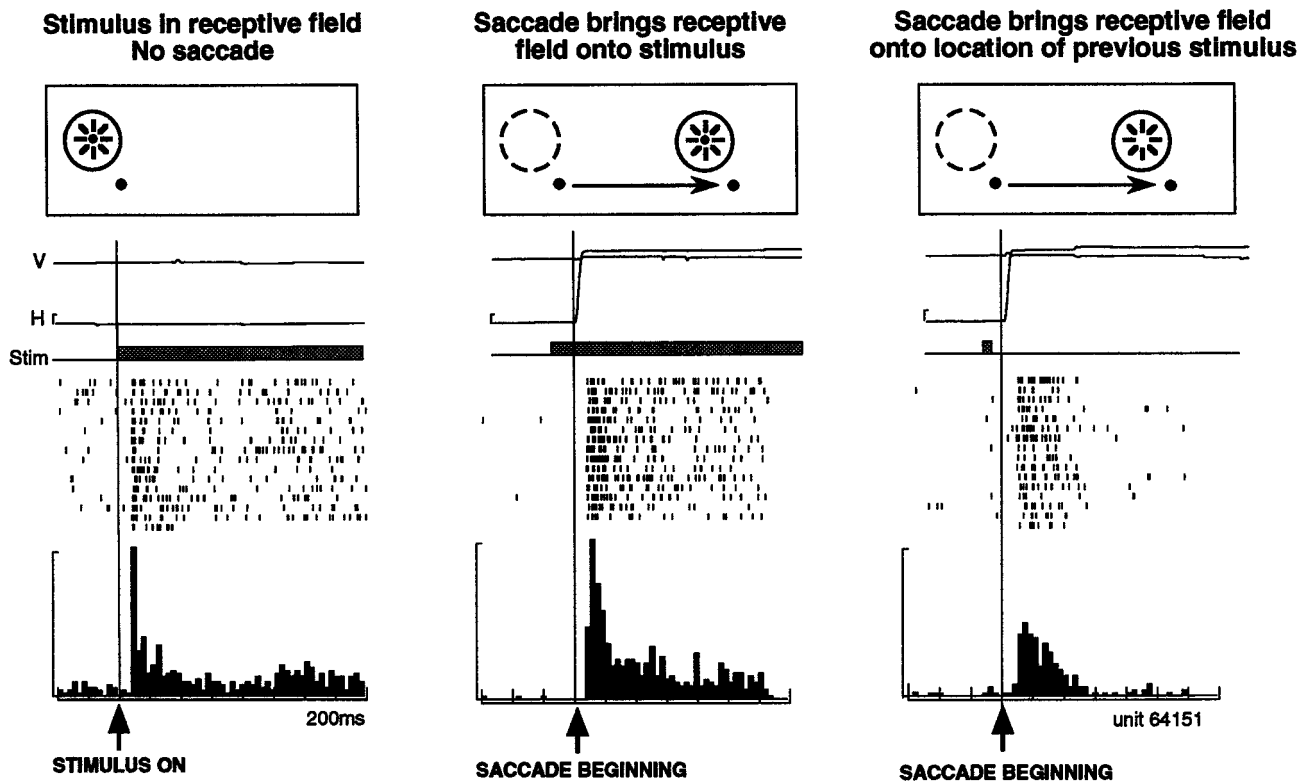 Stimulus in receptive field
No saccade
Saccade brings receptive
field onto stimulus
Saccade brings receptive field
onto location of previous stimulus
V
H
Stim
200ms
unit 64151
STIMULUS ON
SACCADE BEGINNING
SACCADE BEGINNING